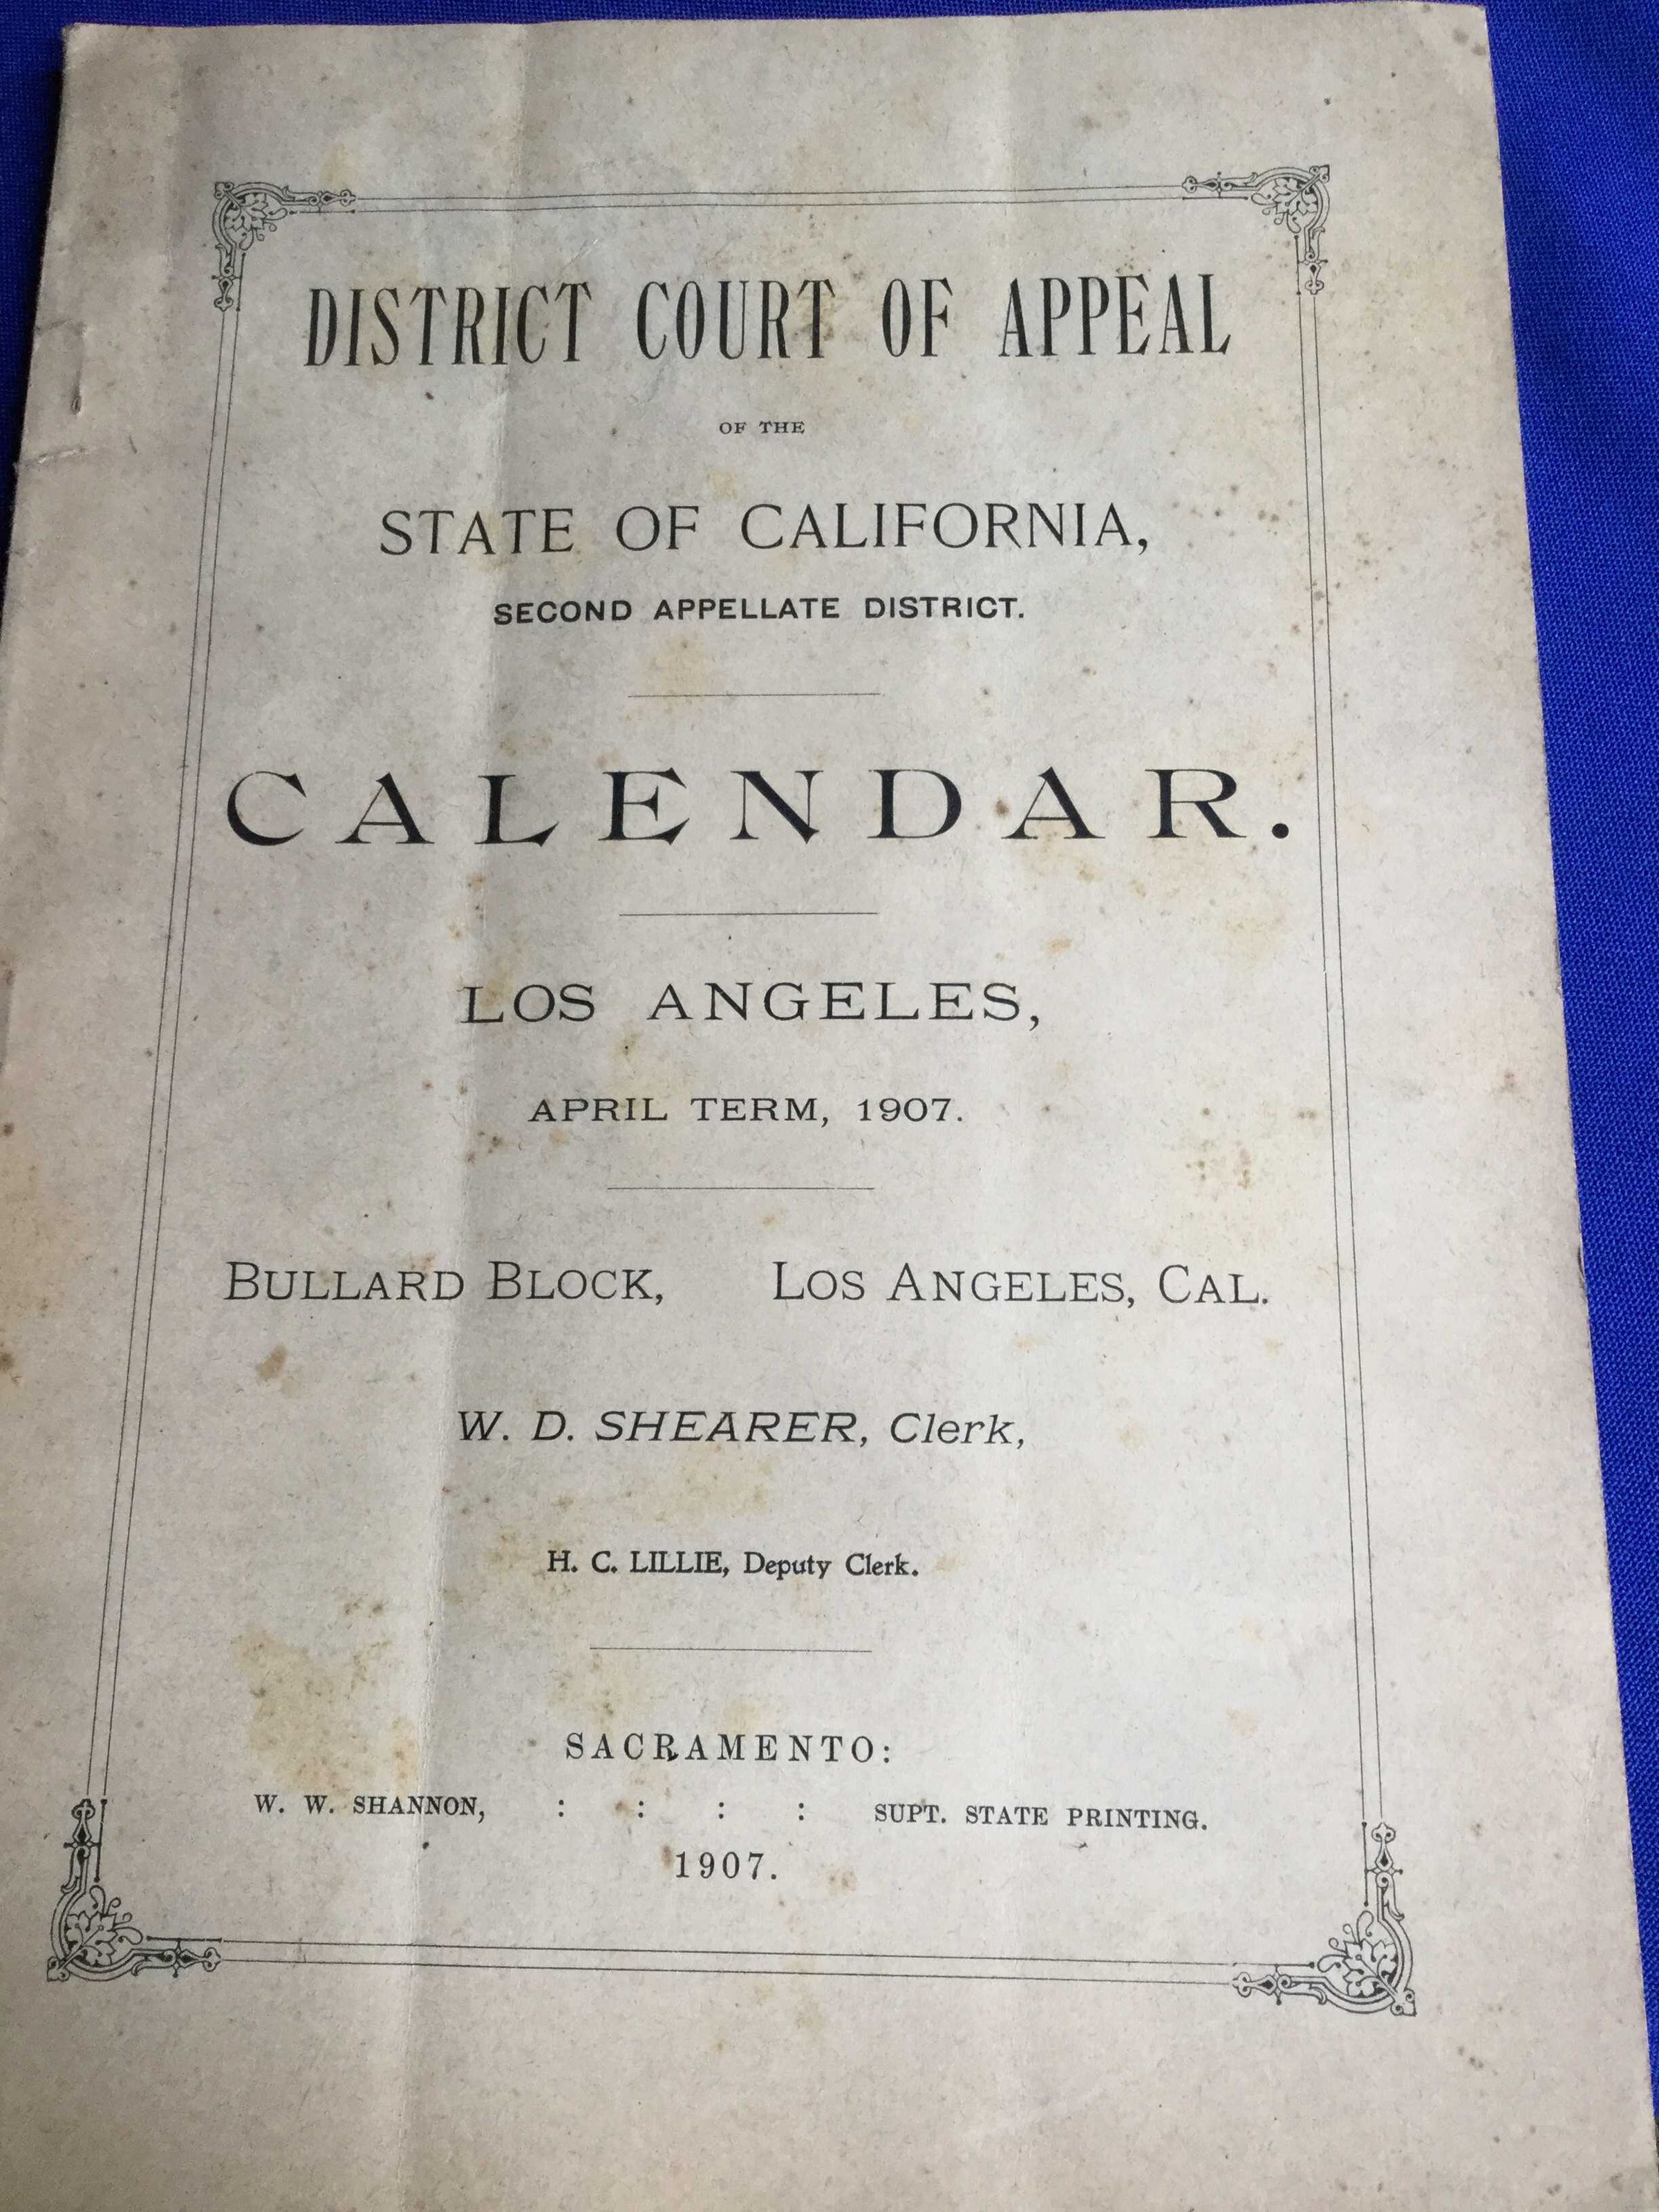 DISTRICT COURT OF APPEAL
OF THE
STATE OF CALIFORNIA,
SECOND APPELLATE DISTRICT.
CALENDAR.
LOS ANGELES,
APRIL TERM, 1907.
BULLARD BLOCK, LOS ANGELES, CAL.
W. D. SHEARER, Clerk,
H. C. LILLIE, Deputy Clerk.
SACRAMENTO:
W. W. SHANNON, : : : : SUPT. STATE PRINTING.
1907.